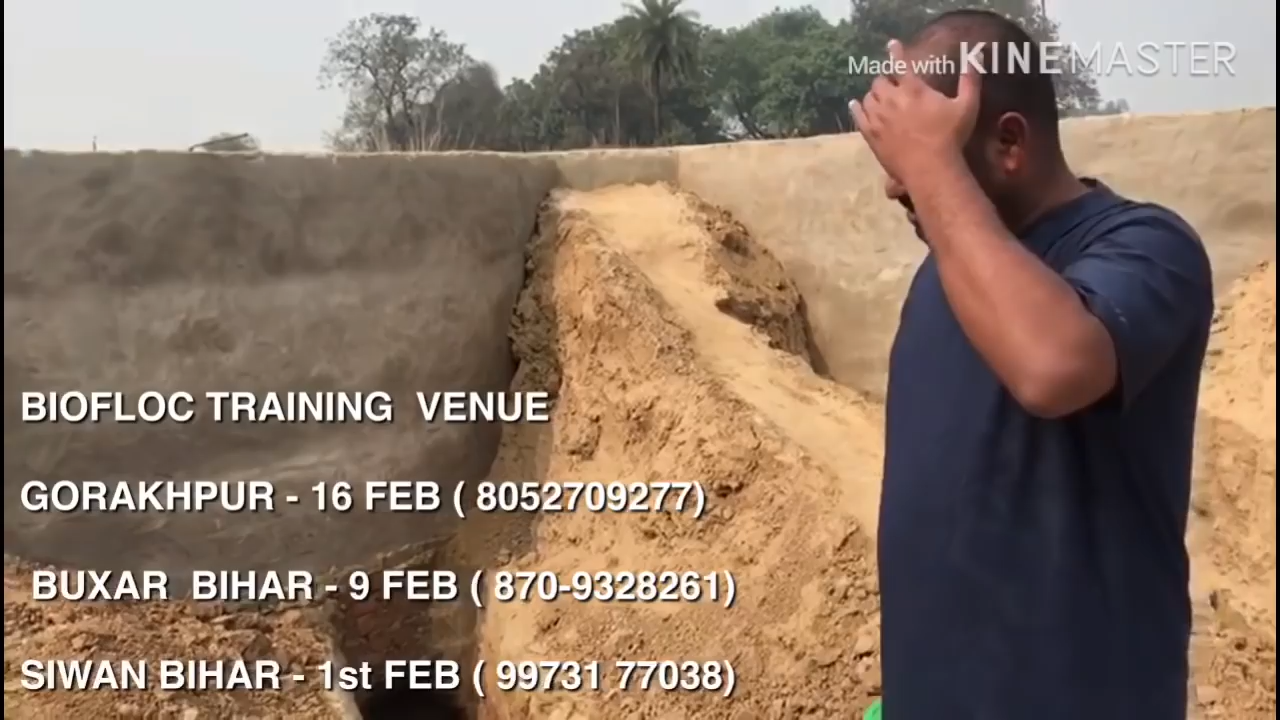 Made with KINEMASTER
BIOFLOC TRAINING VENUE
GORAKHPUR - 16 FEB ( 8052709277)
BUXAR BIHAR - 9 FEB ( 870-9328261)
SIWAN BIHAR - 1st FEB ( 99731 77038)